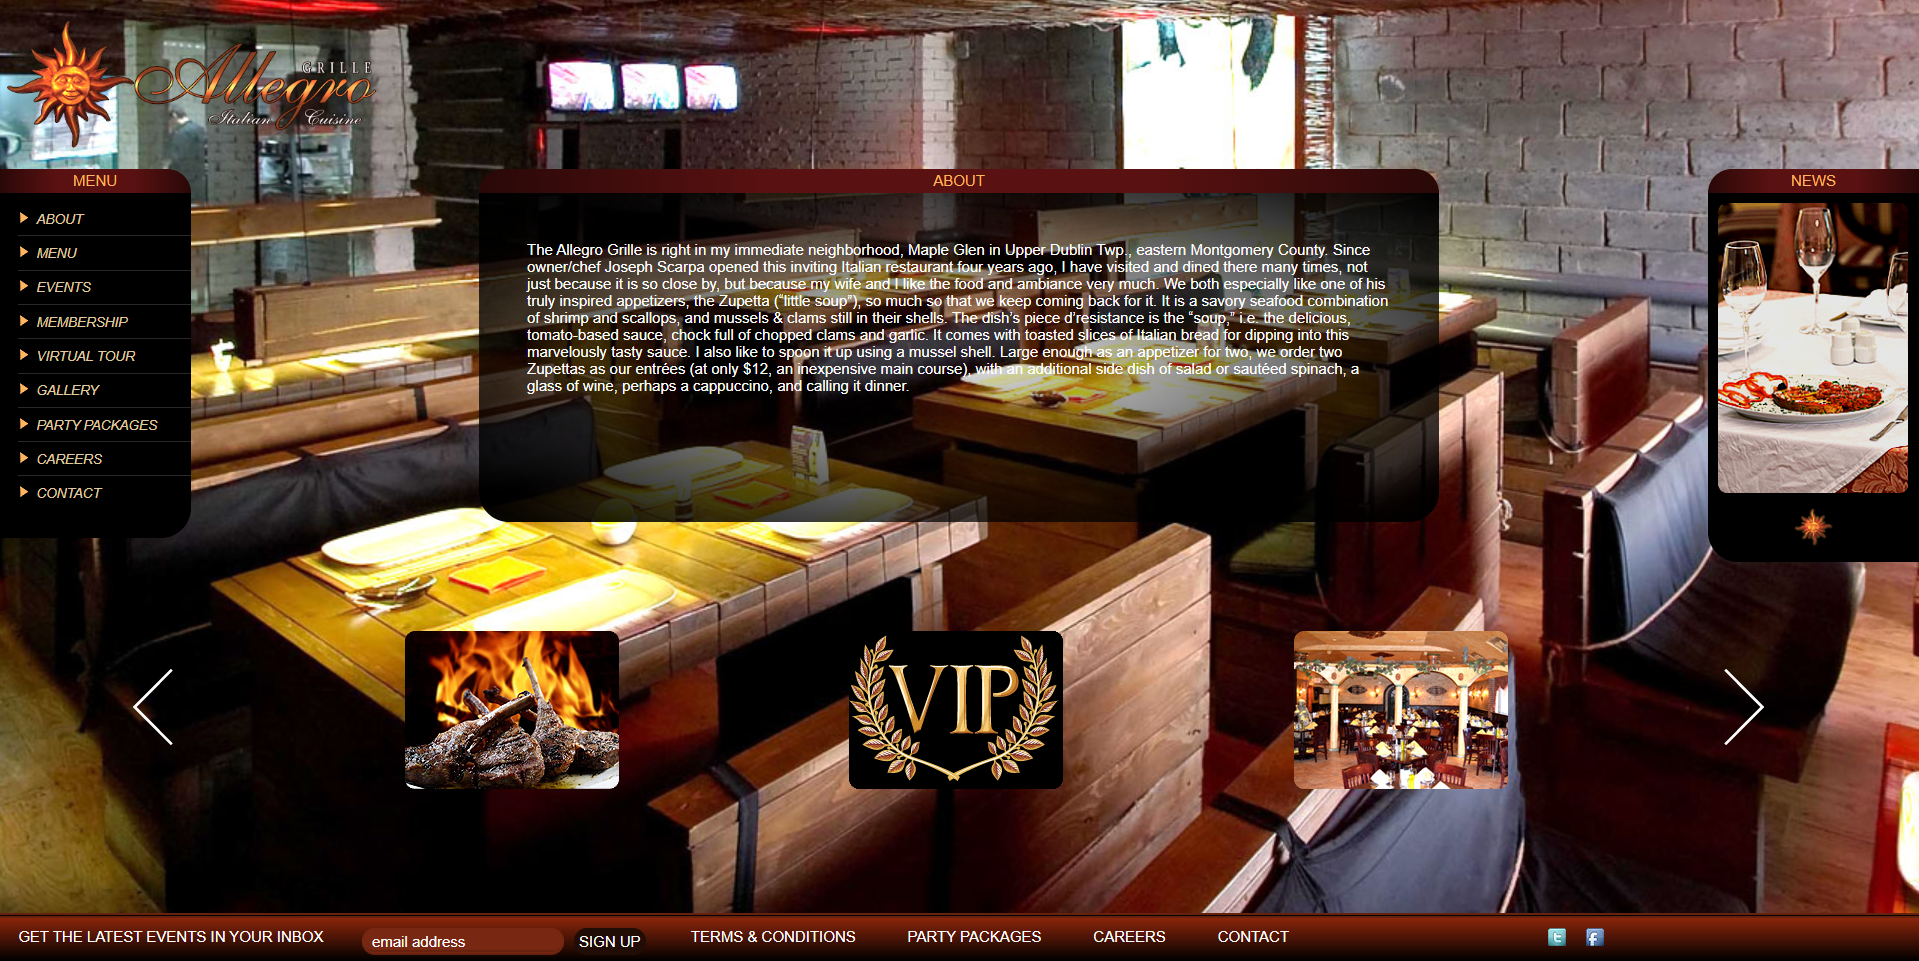 GRILLE
Allegro
Italian Cuisine
MENU
ABOUT
MENU
EVENTS
MEMBERSHIP
VIRTUAL TOUR
GALLERY
PARTY PACKAGES
CAREERS
CONTACT
ABOUT
The Allegro Grille is right in my immediate neighborhood, Maple Glen in Upper Dublin Twp., eastern Montgomery County. Since
owner/chef Joseph Scarpa opened this inviting Italian restaurant four years ago, I have visited and dined there many times, not
just because it is so close by, but because my wife and I like the food and ambiance very much. We both especially like one of his
truly inspired appetizers, the Zupetta (“little soup”), so much so that we keep coming back for it. It is a savory seafood combination
of shrimp and scallops, and mussels & clams still in their shells. The dish’s piece d’resistance is the “soup,” i.e. the delicious,
tomato-based sauce, chock full of chopped clams and garlic. It comes with toasted slices of Italian bread for dipping into this
marvelously tasty sauce. I also like to spoon it up using a mussel shell. Large enough as an appetizer for two, we order two
Zupettas as our entrées (at only $12, an inexpensive main course), with an additional side dish of salad or sautéed spinach, a
glass of wine, perhaps a cappuccino, and calling it dinner.
NEWS
VIP
GET THE LATEST EVENTS IN YOUR INBOX
email address
SIGN UP
TERMS & CONDITIONS
PARTY PACKAGES
CAREERS
CONTACT
t
f